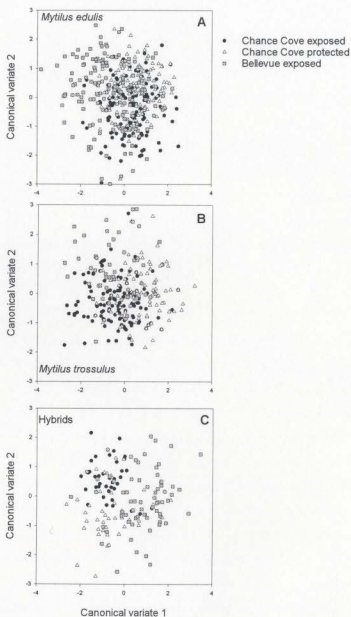 Mytilus edulis
A
Chance Cove exposed
Chance Cove protected
Bellevue exposed
Canonical variate 2
3
2
1
0
-1
-2
-3
-4
-2
0
2
4
B
Canonical variate 2
3
2
1
0
-1
-2
-3
Mytilus trossulus
-4
-2
0
2
4
Hybrids
C
Canonical variate 2
3
2
1
0
-1
-2
-3
-4
-2
0
2
4
Canonical variate 1